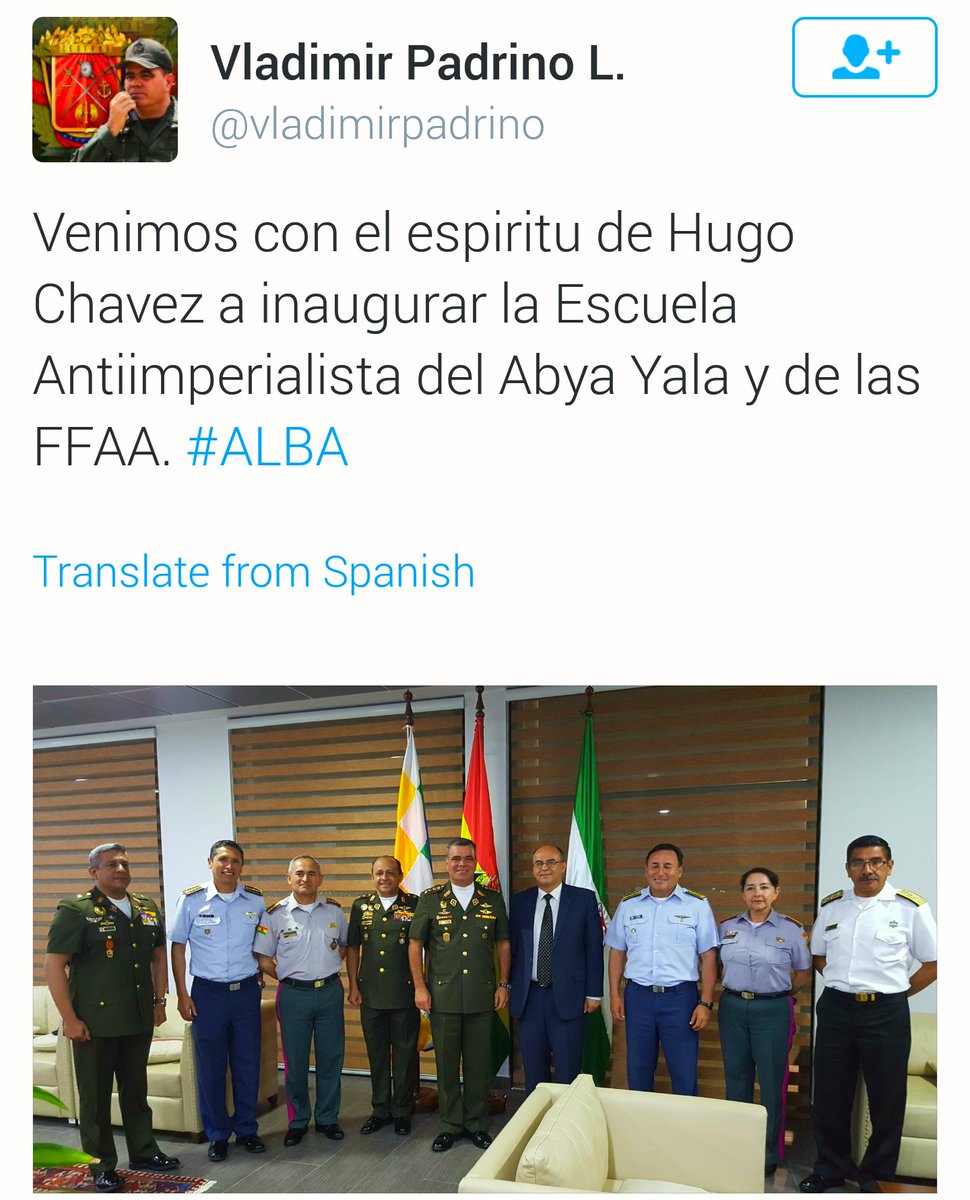 Vladimir Padrino L.
@vladimirpadrino
Venimos con el espiritu de Hugo
Chavez a inaugurar la Escuela
Antiimperialista del Abya Yala y de las
FFAA. #ALBA
Translate from Spanish